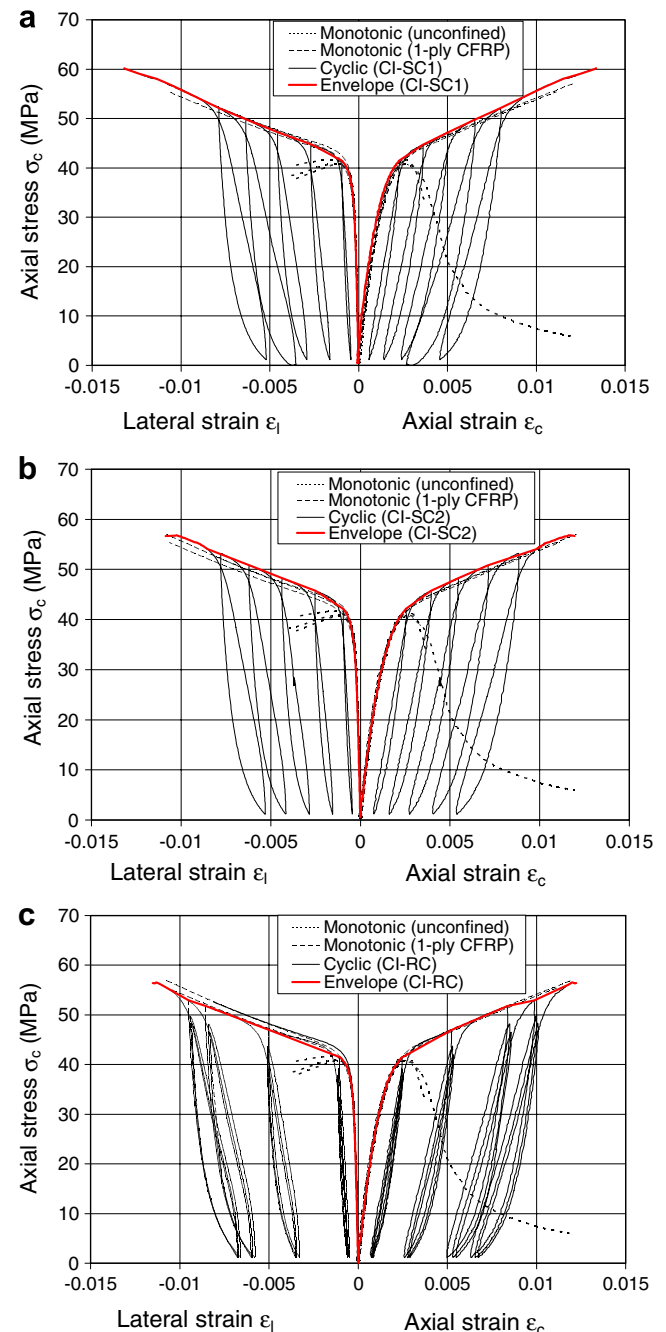 a
Monotonic (unconfined)
Monotonic (1-ply CFRP)
Cyclic (CI-SC1)
Envelope (CI-SC1)
Axial stress σc (MPa)
70
60
50
40
30
20
10
0
-0.015 -0.01 -0.005 0 0.005 0.01 0.015
Lateral strain εl Axial strain εc
b
Monotonic (unconfined)
Monotonic (1-ply CFRP)
Cyclic (CI-SC2)
Envelope (CI-SC2)
Axial stress σc (MPa)
70
60
50
40
30
20
10
0
-0.015 -0.01 -0.005 0 0.005 0.01 0.015
Lateral strain εl Axial strain εc
c
Monotonic (unconfined)
Monotonic (1-ply CFRP)
Cyclic (CI-RC)
Envelope (CI-RC)
Axial stress σc (MPa)
70
60
50
40
30
20
10
0
-0.015 -0.01 -0.005 0 0.005 0.01 0.015
Lateral strain εl Axial strain εc